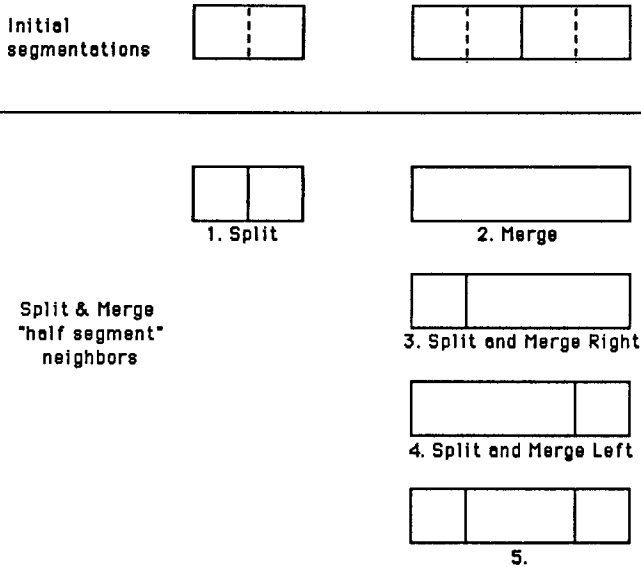 Initial
segmentations
1. Split
2. Merge
Split & Merge
"half segment"
neighbors
3. Split and Merge Right
4. Split and Merge Left
5.